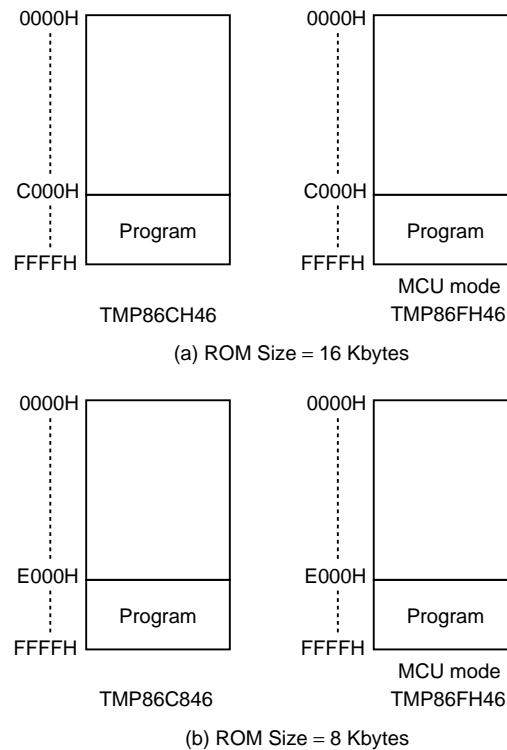 0000H
0000H
C000H
C000H
Program
Program
FFFFH
FFFFH
MCU mode
TMP86CH46
TMP86FH46
(a) ROM Size = 16 Kbytes
0000H
0000H
E000H
E000H
Program
Program
FFFFH
FFFFH
MCU mode
TMP86C846
TMP86FH46
(b) ROM Size = 8 Kbytes